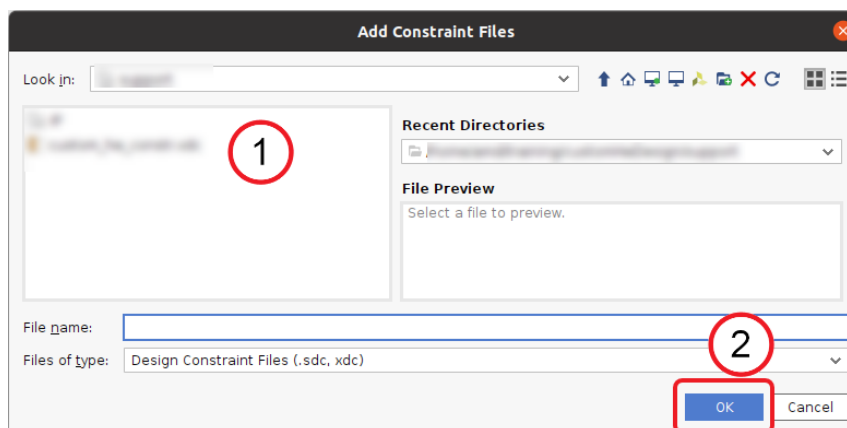 Add Constraint Files
Look in:
1
Recent Directories
File Preview
Select a file to preview.
File name:
2
Files of type: Design Constraint Files (.sdc, xdc)
OK Cancel